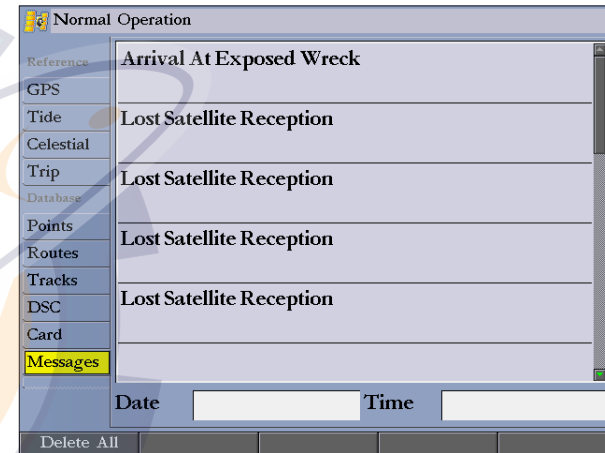 Normal Operation
Reference
GPS
Tide
Celestial
Trip
Database
Points
Routes
Tracks
DSC
Card
Messages
Arrival At Exposed Wreck
Lost Satellite Reception
Lost Satellite Reception
Lost Satellite Reception
Lost Satellite Reception
Date
Time
Delete All